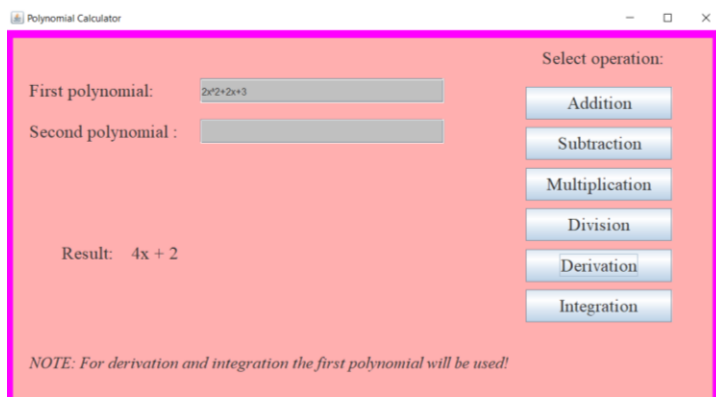 Polynomial Calculator
Select operation:
First polynomial: 2x^2+2x+3
Addition
Second polynomial :
Subtraction
Multiplication
Division
Result: 4x + 2
Derivation
Integration
NOTE: For derivation and integration the first polynomial will be used!